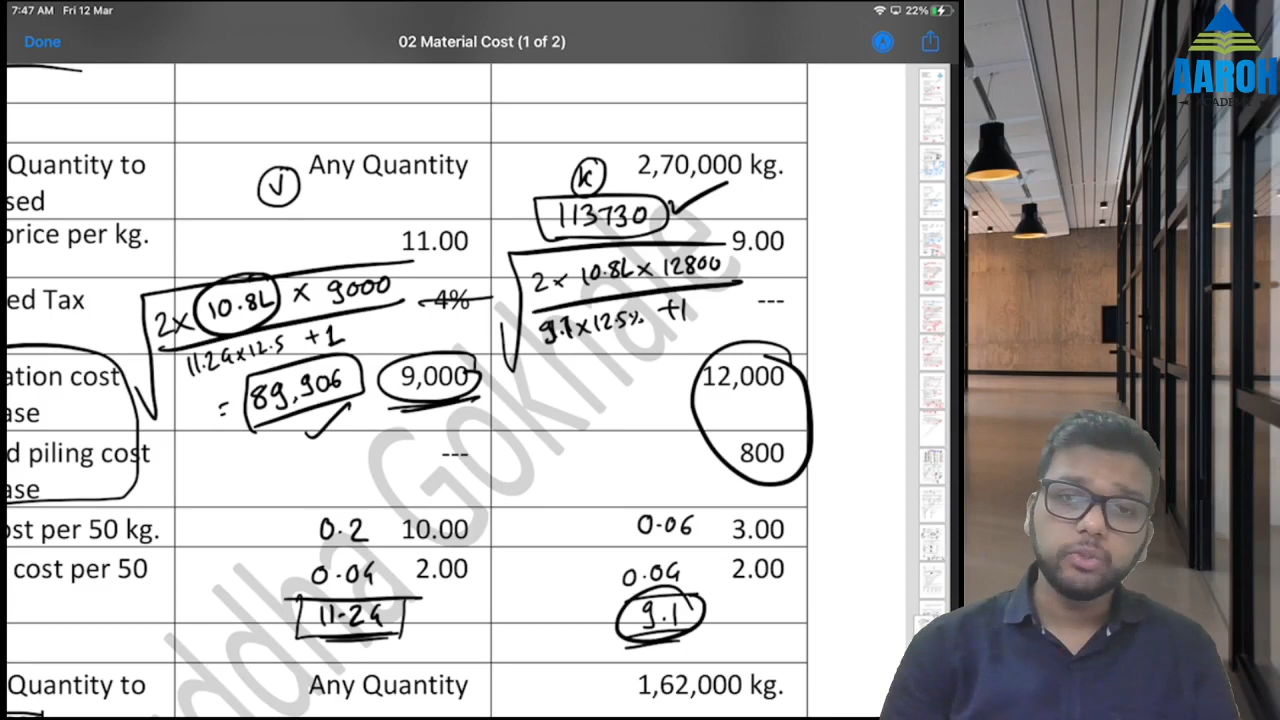 7:47 AM Fri 12 Mar
22%
Done
02 Material Cost (1 of 2)
AAROH
ACADEMY
Quantity to
sed
Any Quantity
2,70,000 kg.
J
K
113730
price per kg.
11.00
9.00
2 x 10.8L x 9000
11.24 x 12.5 + 1
= 89,906
2 x 10.8L x 12800
9.1 x 12.5% + 1
ed Tax
4%
---
ation cost
ase
9,000
12,000
d piling cost
ase
---
800
ost per 50 kg.
0.2
10.00
0.06
3.00
cost per 50
0.04
2.00
0.04
2.00
11.24
9.1
Quantity to
Any Quantity
1,62,000 kg.
ddha Gokhale